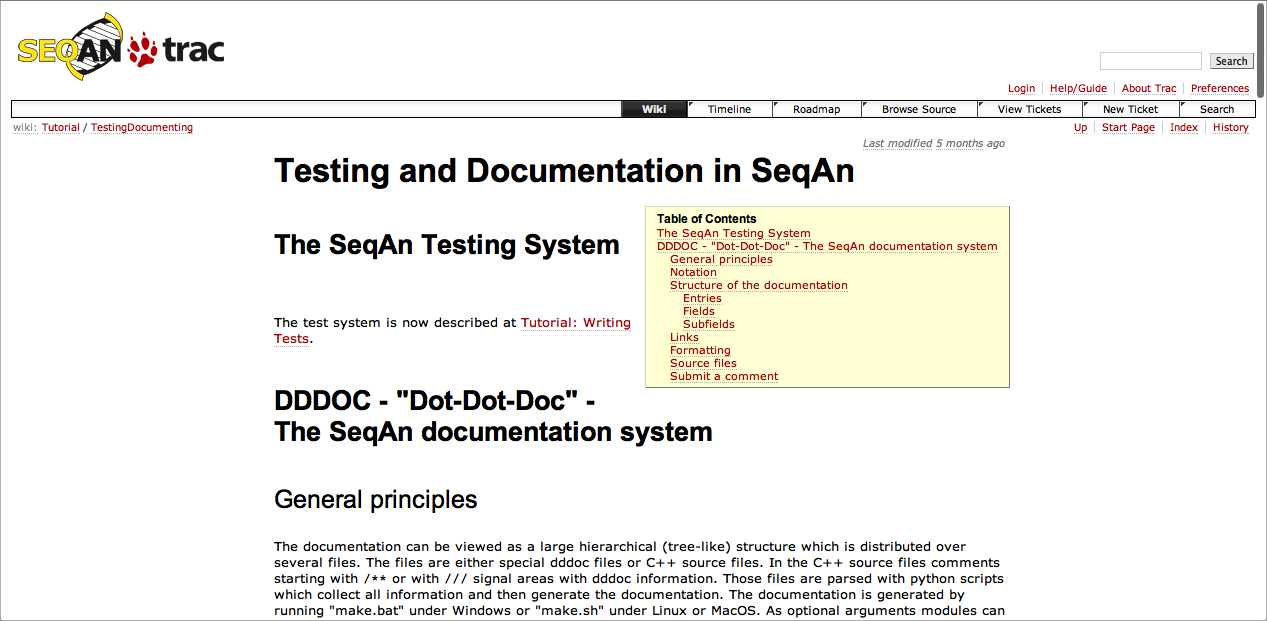 SEQAN trac
Search
Login Help/Guide About Trac Preferences
Wiki Timeline Roadmap Browse Source View Tickets New Ticket Search
wiki: Tutorial / TestingDocumenting
Up Start Page Index History
Last modified 5 months ago
Testing and Documentation in SeqAn
Table of Contents
The SeqAn Testing System
DDDOC - "Dot-Dot-Doc" - The SeqAn documentation system
General principles
Notation
Structure of the documentation
Entries
Fields
Subfields
Links
Formatting
Source files
Submit a comment
The SeqAn Testing System
The test system is now described at Tutorial: Writing
Tests.
DDDOC - "Dot-Dot-Doc" -
The SeqAn documentation system
General principles
The documentation can be viewed as a large hierarchical (tree-like) structure which is distributed over
several files. The files are either special dddoc files or C++ source files. In the C++ source files comments
starting with /** or with /// signal areas with dddoc information. Those files are parsed with python scripts
which collect all information and then generate the documentation. The documentation is generated by
running "make.bat" under Windows or "make.sh" under Linux or MacOS. As optional arguments modules can